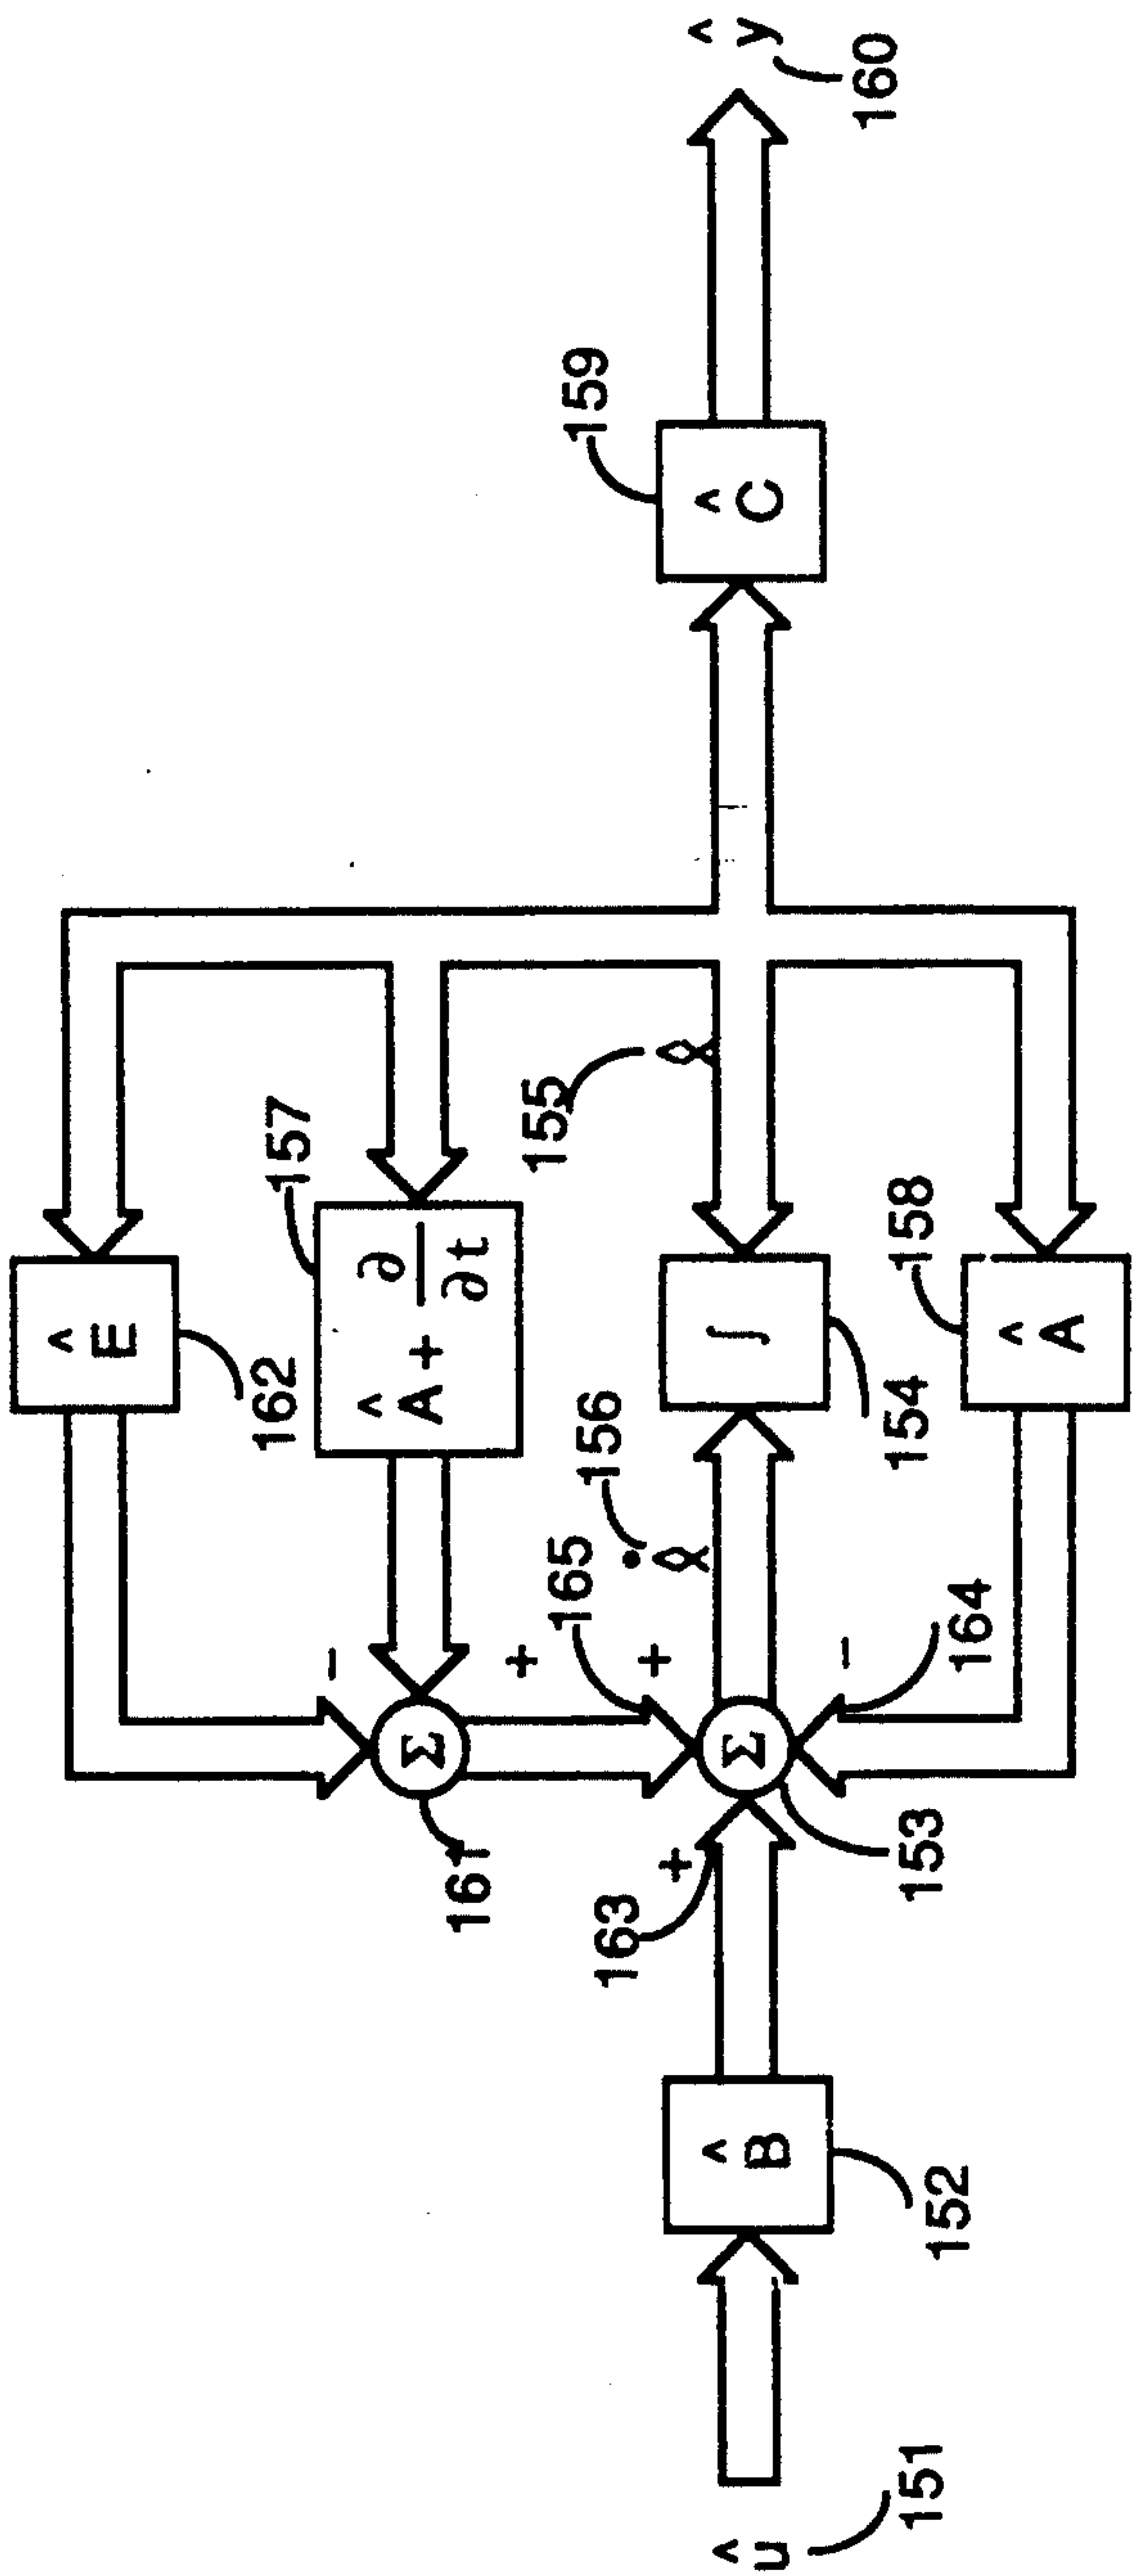 Ê
162
157
Â + ∂/∂t
161
−
+
165
+
156
ẋ̂
155
x̂
159
Ĉ
ŷ
160
û
151
B̂
152
163
+
Σ
Σ
153
∫
154
−
164
Â
158